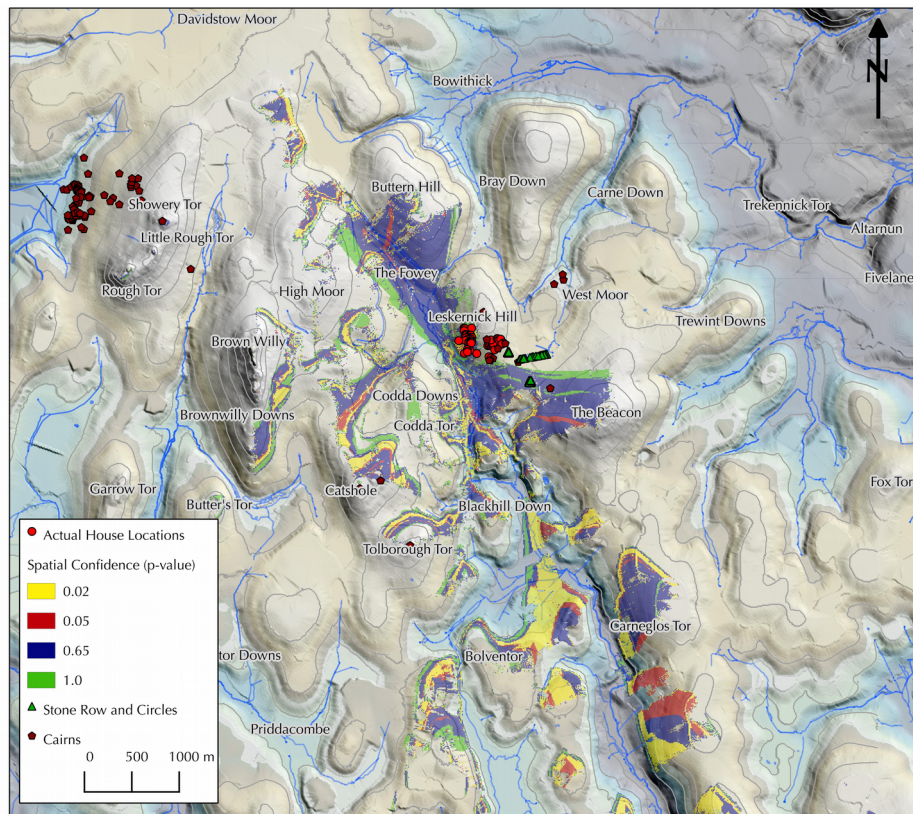 Davidstow Moor
Bowithick
N
Buttern Hill
Bray Down
Carne Down
Showery Tor
Trekennick Tor
Little Rough Tor
Altarnun
The Fowey
Fivelane
Rough Tor
High Moor
West Moor
Leskernick Hill
Trewint Downs
Brown Willy
Codda Downs
Brownwilly Downs
The Beacon
Codda Tor
Garrow Tor
Catshole
Fox Tor
Butter's Tor
Blackhill Down
Tolborough Tor
Carneglos Tor
tor Downs
Bolventor
Priddacombe
Actual House Locations
Spatial Confidence (p-value)
0.02
0.05
0.65
1.0
Stone Row and Circles
Cairns
0 500 1000 m